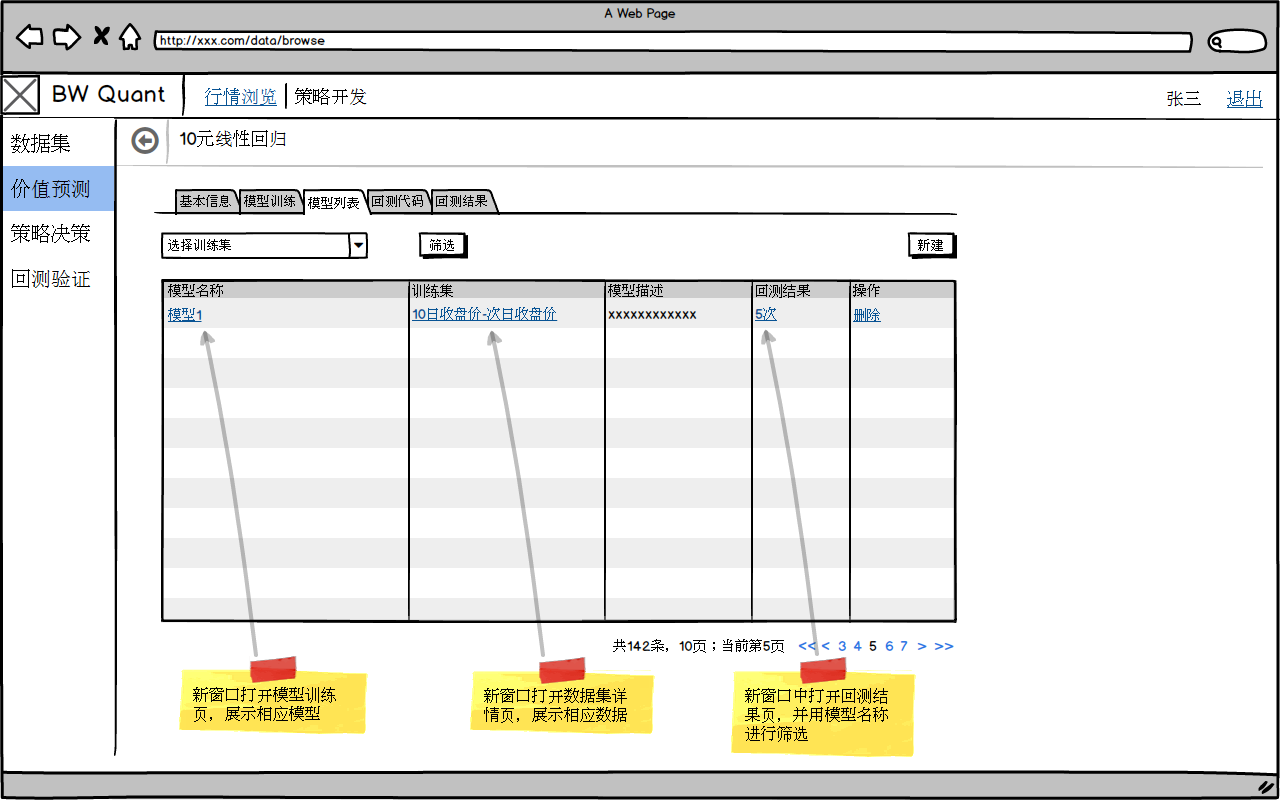 A Web Page
http://xxx.com/data/browse
BW Quant
行情浏览 策略开发
张三 退出
数据集
价值预测
策略决策
回测验证
10元线性回归
基本信息 模型训练 模型列表 回测代码 回测结果
选择训练集 筛选 新建
模型名称 训练集 模型描述 回测结果 操作
模型1 10日收盘价-次日收盘价 xxxxxxxxxxxx 5次 删除
共142条，10页；当前第5页 << < 3 4 5 6 7 > >>
新窗口打开模型训练
页，展示相应模型
新窗口打开数据集详
情页，展示相应数据
新窗口中打开回测结
果页，并用模型名称
进行筛选